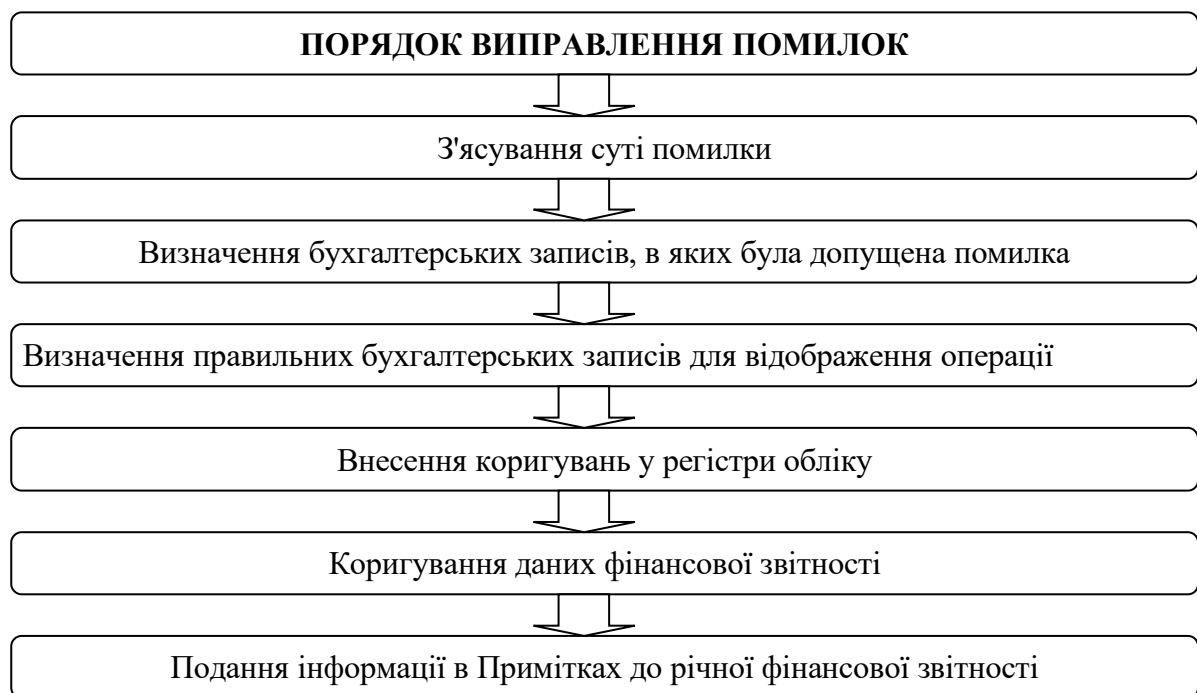 ПОРЯДОК ВИПРАВЛЕННЯ ПОМИЛОК
З'ясування суті помилки
Визначення бухгалтерських записів, в яких була допущена помилка
Визначення правильних бухгалтерських записів для відображення операції
Внесення коригувань у регістри обліку
Коригування даних фінансової звітності
Подання інформації в Примітках до річної фінансової звітності